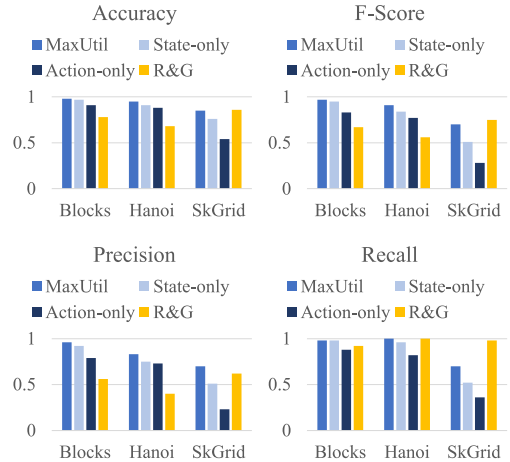 Accuracy
MaxUtil State-only
Action-only R&G
1
0.5
0
Blocks Hanoi SkGrid
F-Score
MaxUtil State-only
Action-only R&G
1
0.5
0
Blocks Hanoi SkGrid
Precision
MaxUtil State-only
Action-only R&G
1
0.5
0
Blocks Hanoi SkGrid
Recall
MaxUtil State-only
Action-only R&G
1
0.5
0
Blocks Hanoi SkGrid